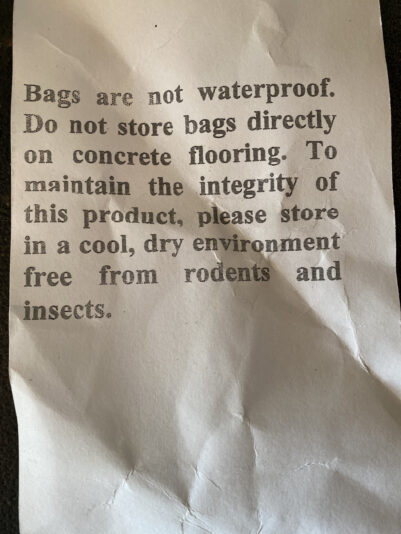 Bags are not waterproof.
Do not store bags directly
on concrete flooring. To
maintain the integrity of
this product, please store
in a cool, dry environment
free from rodents and
insects.